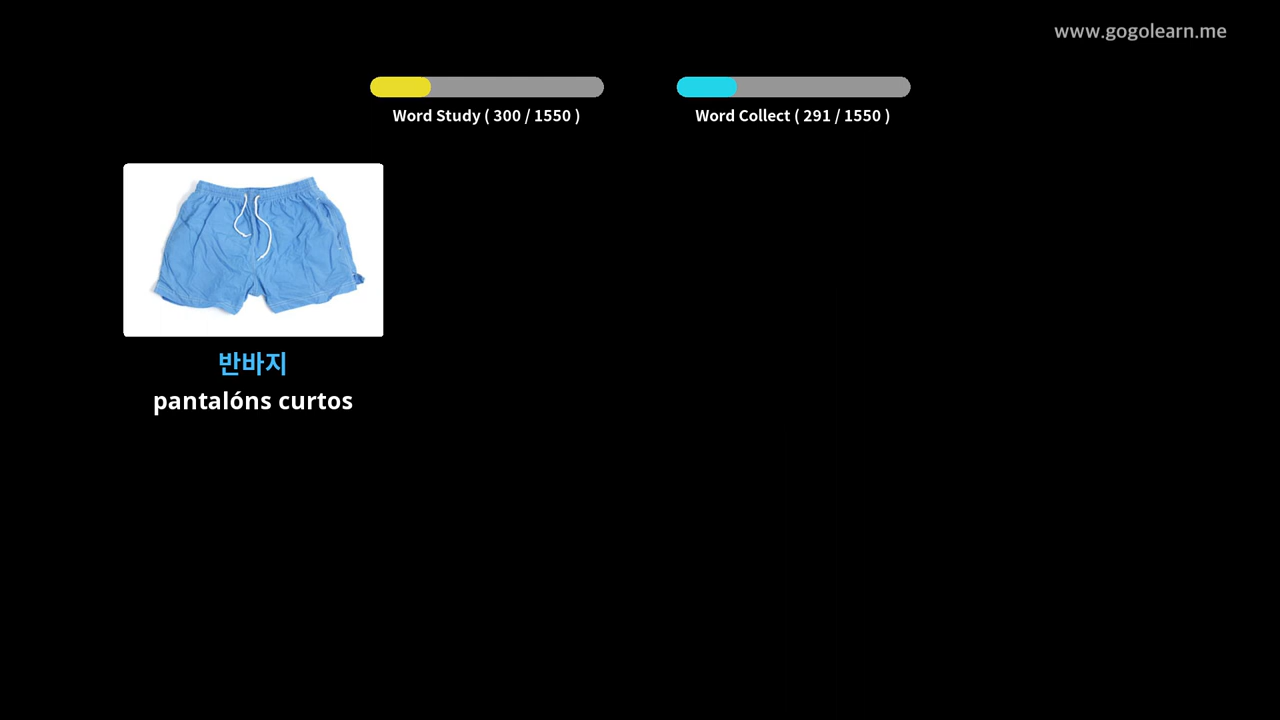 www.gogolearn.me
Word Study ( 300 / 1550 )
Word Collect ( 291 / 1550 )
반바지
pantalóns curtos